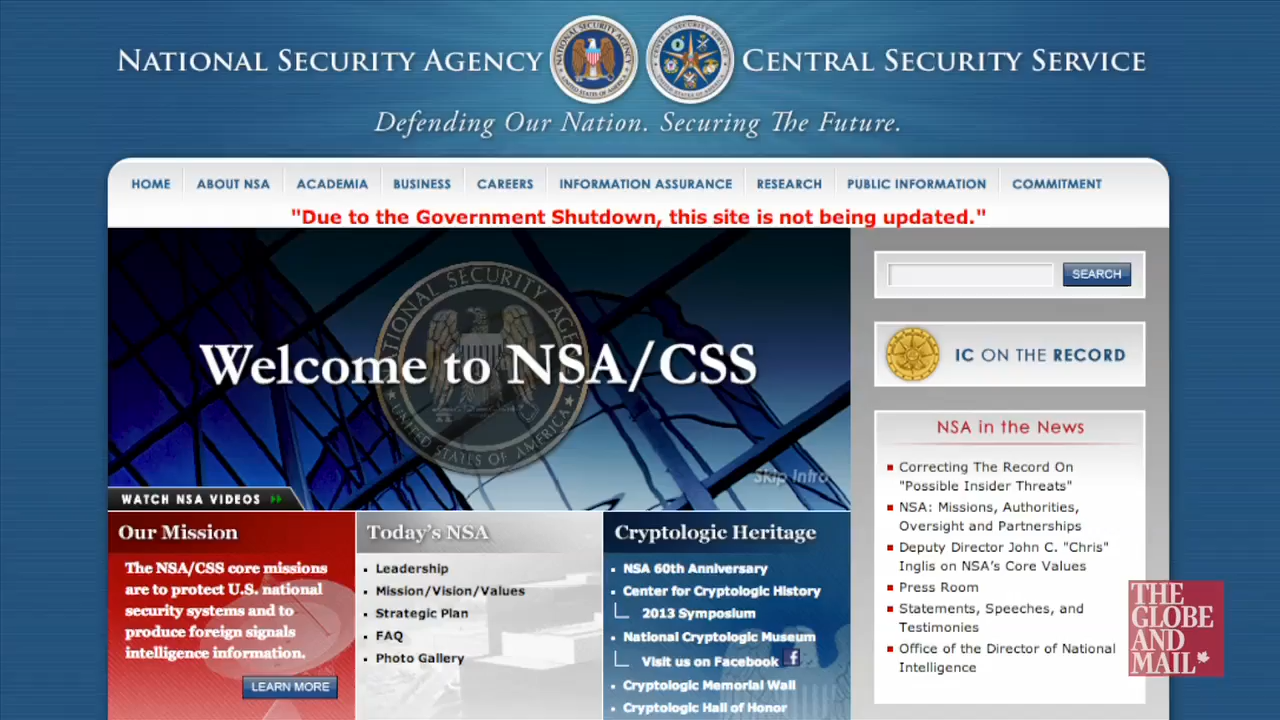 NATIONAL SECURITY AGENCY
CENTRAL SECURITY SERVICE
Defending Our Nation. Securing The Future.
HOME
ABOUT NSA
ACADEMIA
BUSINESS
CAREERS
INFORMATION ASSURANCE
RESEARCH
PUBLIC INFORMATION
COMMITMENT
"Due to the Government Shutdown, this site is not being updated."
NATIONAL SECURITY AGENCY
UNITED STATES OF AMERICA
Welcome to NSA/CSS
Skip Intro
WATCH NSA VIDEOS
SEARCH
IC ON THE RECORD
NSA in the News
Correcting The Record On
"Possible Insider Threats"
NSA: Missions, Authorities,
Oversight and Partnerships
Deputy Director John C. "Chris"
Inglis on NSA's Core Values
Press Room
Statements, Speeches, and
Testimonies
Office of the Director of National
Intelligence
Our Mission
The NSA/CSS core missions
are to protect U.S. national
security systems and to
produce foreign signals
intelligence information.
LEARN MORE
Today's NSA
Leadership
Mission/Vision/Values
Strategic Plan
FAQ
Photo Gallery
Cryptologic Heritage
NSA 60th Anniversary
Center for Cryptologic History
2013 Symposium
National Cryptologic Museum
Visit us on Facebook
Cryptologic Memorial Wall
Cryptologic Hall of Honor
THE
GLOBE
AND
MAIL